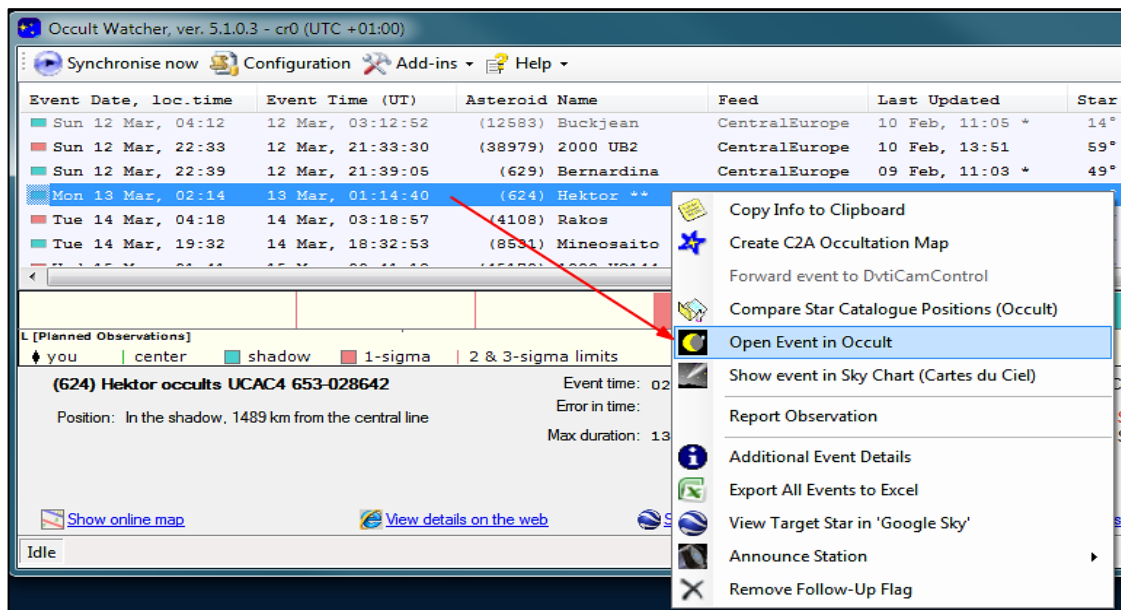 Occult Watcher, ver. 5.1.0.3 - cr0 (UTC +01:00)
Synchronise now Configuration Add-ins Help
Event Date, loc.time Event Time (UT) Asteroid Name Feed Last Updated Star
Sun 12 Mar, 04:12 12 Mar, 03:12:52 (12583) Buckjean CentralEurope 10 Feb, 11:05 * 14°
Sun 12 Mar, 22:33 12 Mar, 21:33:30 (38979) 2000 UB2 CentralEurope 10 Feb, 13:51 59°
Sun 12 Mar, 22:39 12 Mar, 21:39:05 (629) Bernardina CentralEurope 09 Feb, 11:03 * 49°
Mon 13 Mar, 02:14 13 Mar, 01:14:40 (624) Hektor **
Tue 14 Mar, 04:18 14 Mar, 03:18:57 (4108) Rakos
Tue 14 Mar, 19:32 14 Mar, 18:32:53 (8531) Mineosaito
L [Planned Observations]
you center shadow 1-sigma 2 & 3-sigma limits
(624) Hektor occults UCAC4 653-028642
Position: In the shadow, 1489 km from the central line
Event time: 02
Error in time:
Max duration: 13
Show online map View details on the web
Idle
Copy Info to Clipboard
Create C2A Occultation Map
Forward event to DvtiCamControl
Compare Star Catalogue Positions (Occult)
Open Event in Occult
Show event in Sky Chart (Cartes du Ciel)
Report Observation
Additional Event Details
Export All Events to Excel
View Target Star in 'Google Sky'
Announce Station
Remove Follow-Up Flag